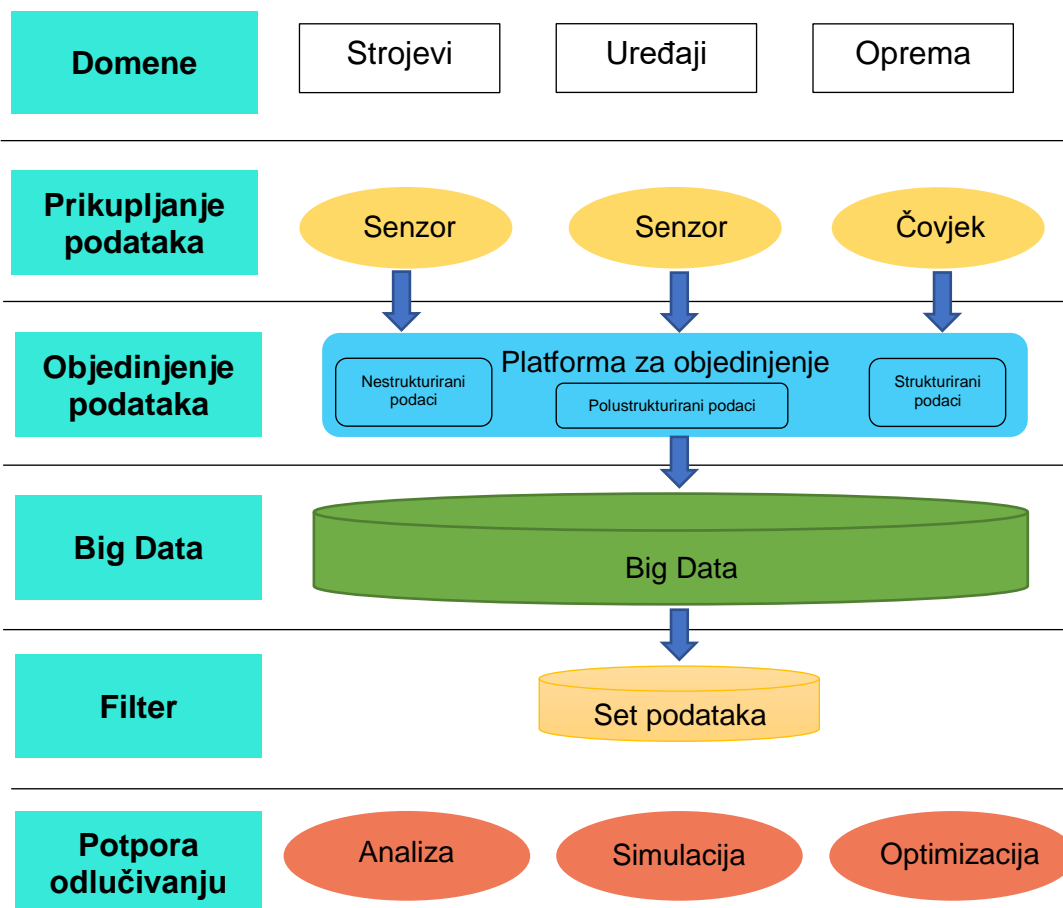 Domene
Strojevi
Uređaji
Oprema
Prikupljanje
podataka
Senzor
Senzor
Čovjek
Objedinjenje
podataka
Platforma za objedinjenje
Nestrukturirani
podaci
Polustrukturirani podaci
Strukturirani
podaci
Big Data
Big Data
Filter
Set podataka
Potpora
odlučivanju
Analiza
Simulacija
Optimizacija